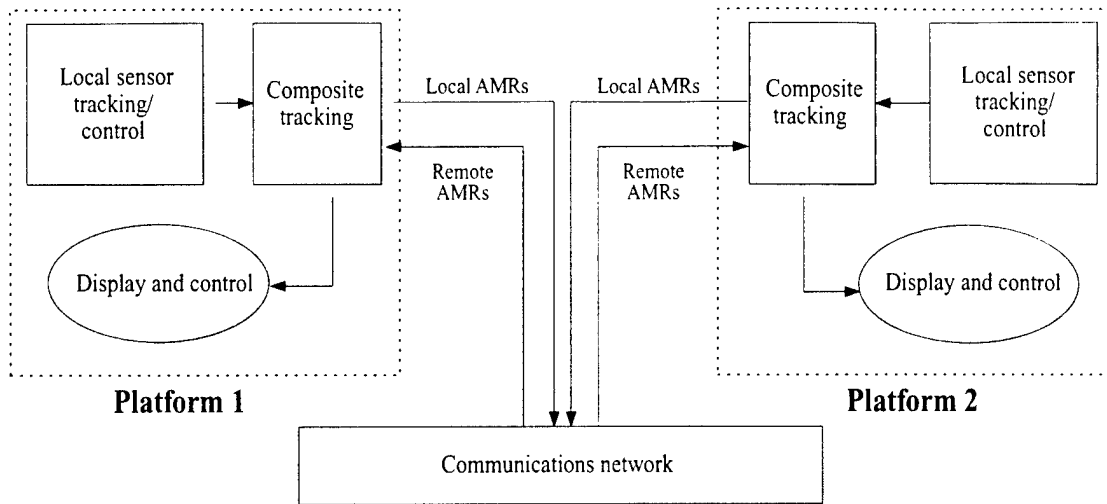 Local sensor
tracking/
control
Composite
tracking
Local AMRs
Remote
AMRs
Display and control
Platform 1
Local AMRs
Remote
AMRs
Composite
tracking
Local sensor
tracking/
control
Display and control
Platform 2
Communications network